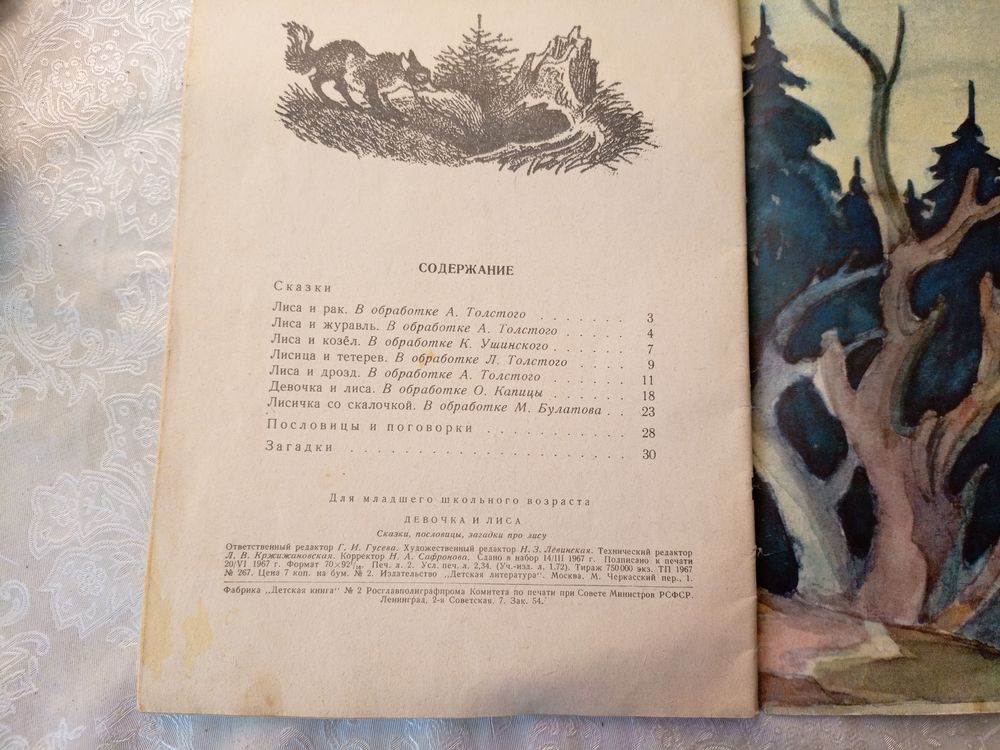 СОДЕРЖАНИЕ
Сказки
Лиса и рак. В обработке А. Толстого . . . . . . . 3
Лиса и журавль. В обработке А. Толстого . . . . . 4
Лиса и козёл. В обработке К. Ушинского . . . . . . 7
Лисица и тетерев. В обработке Л. Толстого . . . . 9
Лиса и дрозд. В обработке А. Толстого . . . . . . 11
Девочка и лиса. В обработке О. Капицы . . . . . . 18
Лисичка со скалочкой. В обработке М. Булатова . . 23
Пословицы и поговорки . . . . . . . . . . . 28
Загадки . . . . . . . . . . . . . . . . . . . 30
Для младшего школьного возраста
ДЕВОЧКА И ЛИСА
Сказки, пословицы, загадки про лису
Ответственный редактор Г. И. Гусева. Художественный редактор Н. З. Левинская. Технический редактор
Л. В. Кржижановская. Корректор Н. А. Сафронова. Сдано в набор 14/III 1967 г. Подписано к печати
20/VI 1967 г. Формат 70×92¹/₁₆. Печ. л. 2. Усл. печ. л. 2,34. (Уч.-изд. л. 1.72). Тираж 750 000 экз. ТП 1967
№ 267. Цена 7 коп. на бум. № 2. Издательство „Детская литература“. Москва, М. Черкасский пер., 1.
Фабрика „Детская книга“ № 2 Росглавполиграфпрома Комитета по печати при Совете Министров РСФСР.
Ленинград, 2-я Советская, 7. Зак. 54.